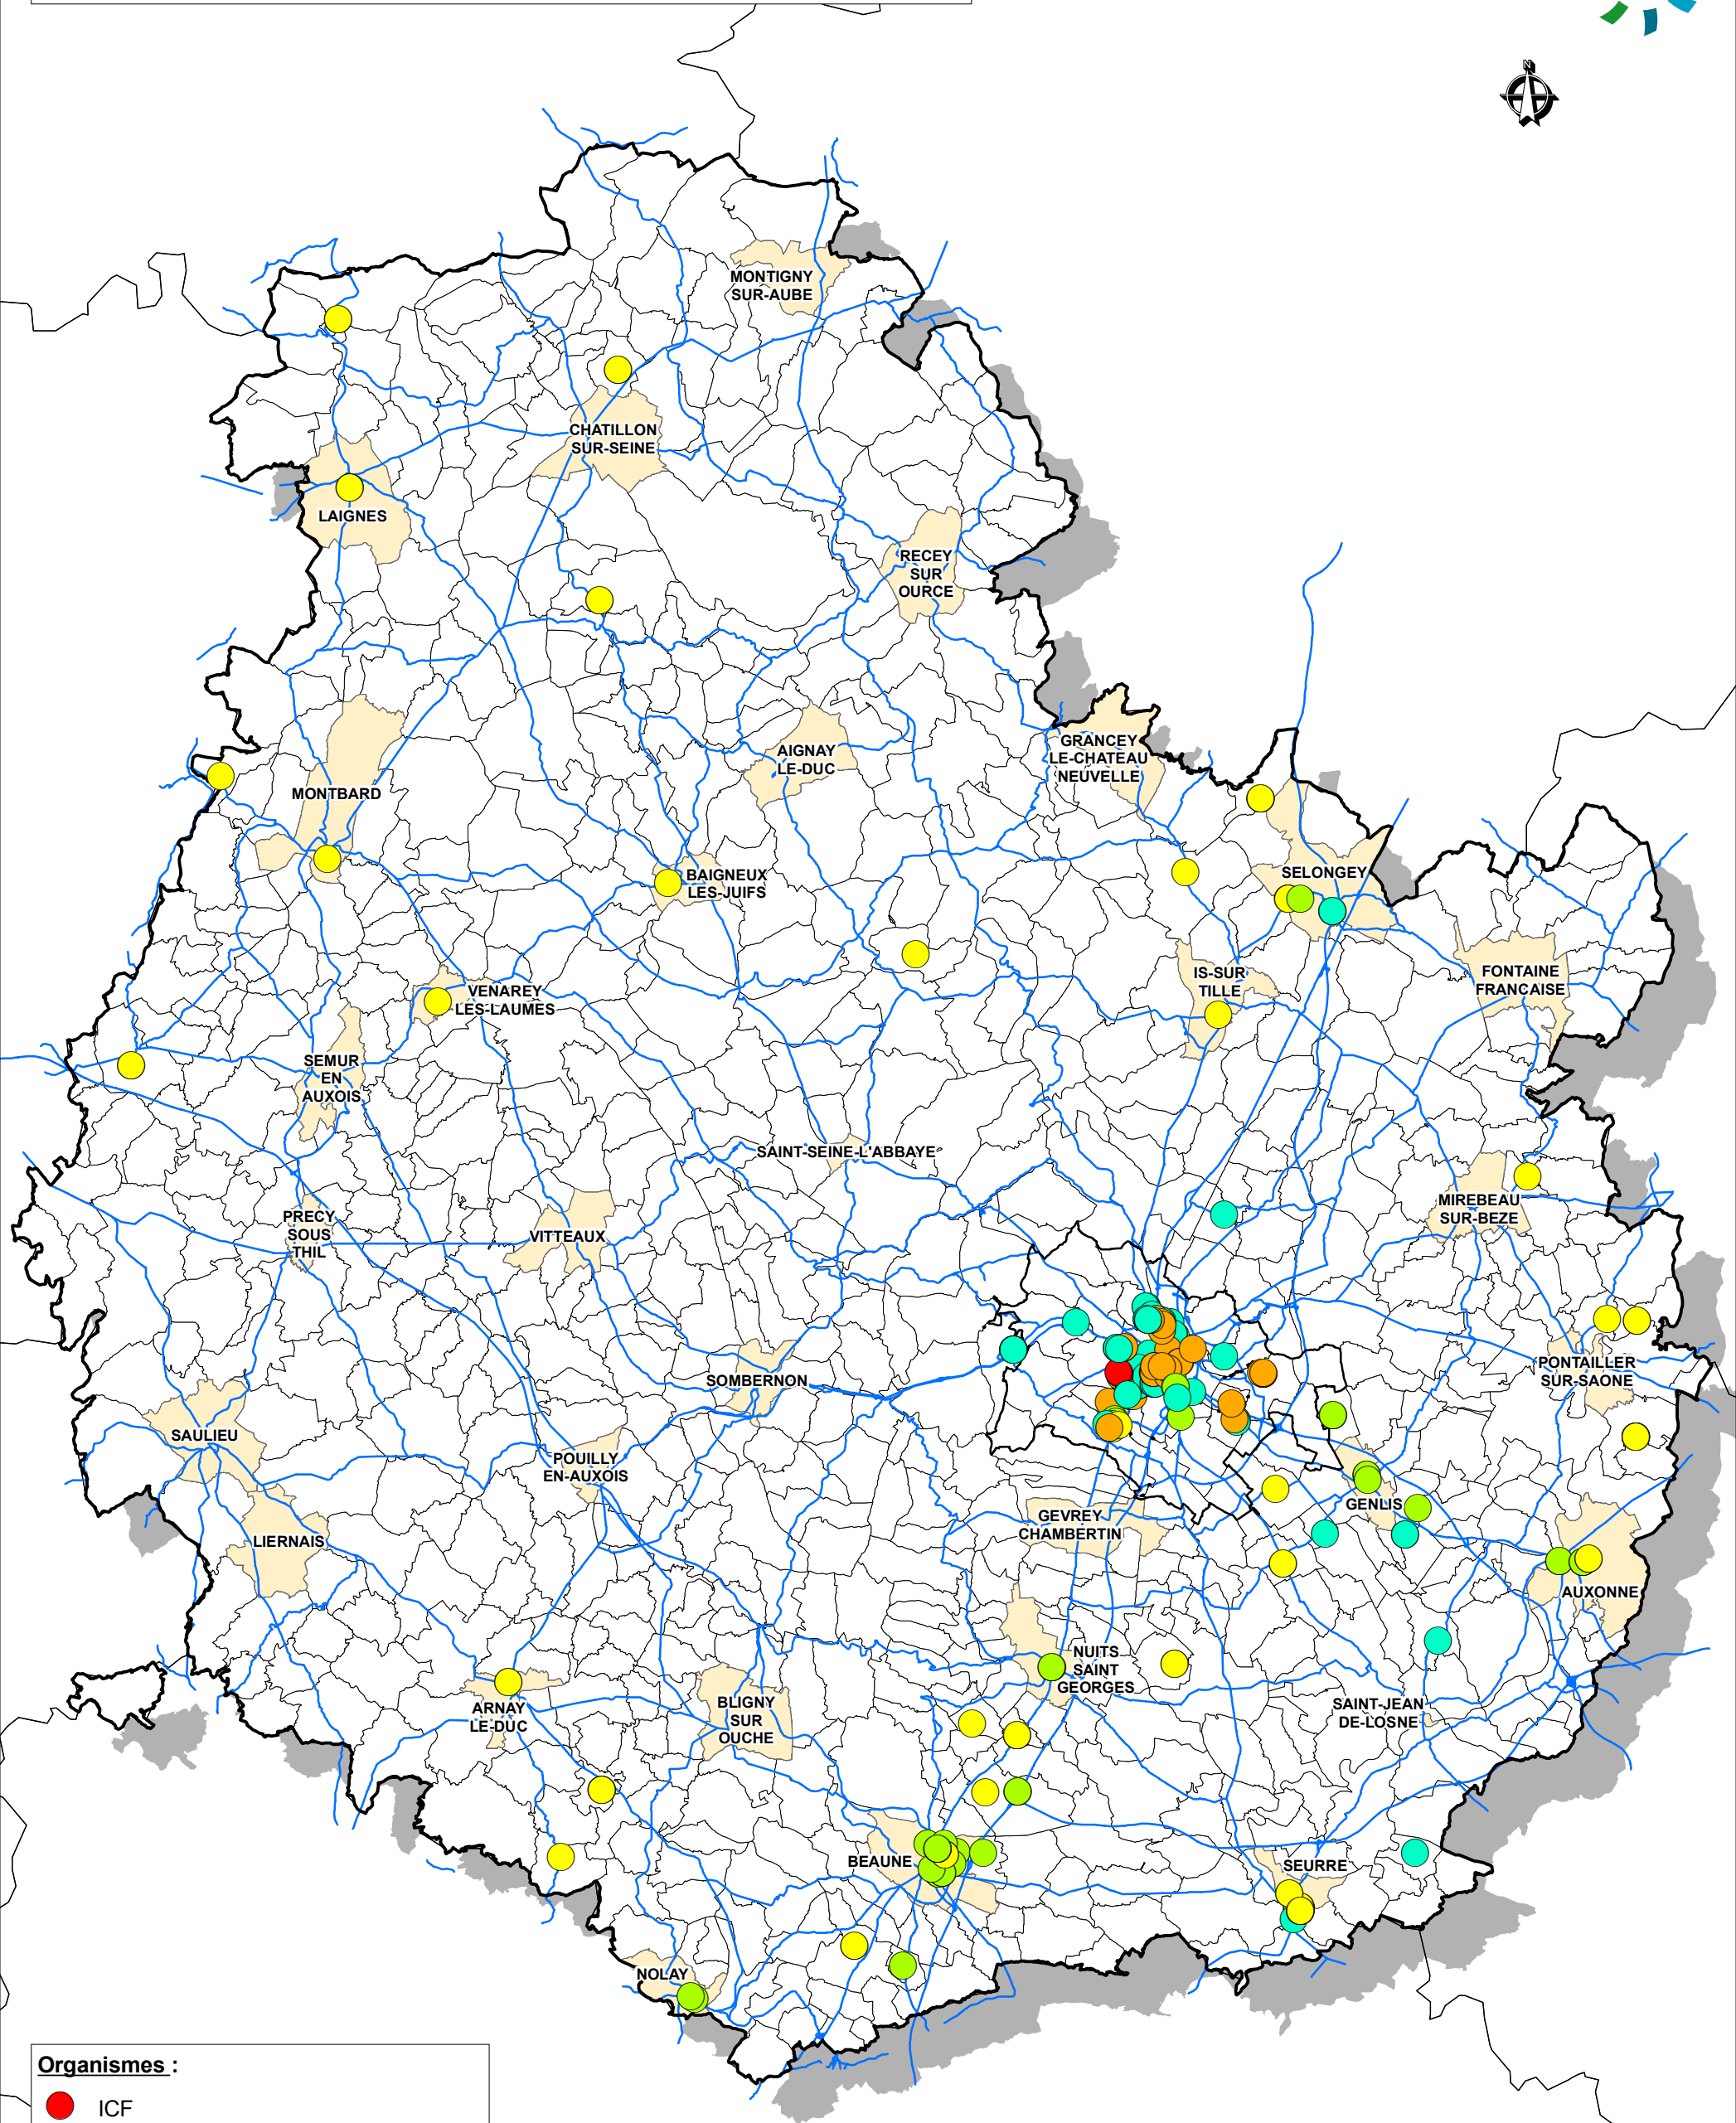 N
MONTIGNY
SUR-AUBE
CHATILLON
SUR-SEINE
LAIGNES
RECEY
SUR
OURCE
GRANCEY
LE-CHATEAU
NEUVELLE
AIGNAY
LE-DUC
MONTBARD
BAIGNEUX
LES-JUIFS
SELONGEY
IS-SUR
TILLE
FONTAINE
FRANCAISE
VENAREY
LES-LAUMES
SEMUR
EN
AUXOIS
SAINT-SEINE-L'ABBAYE
MIREBEAU
SUR-BEZE
PRECY
SOUS
THIL
VITTEAUX
SOMBERNON
PONTAILLER
SUR-SAONE
SAULIEU
POUILLY
EN-AUXOIS
GENLIS
GEVREY
CHAMBERTIN
LIERNAIS
AUXONNE
NUITS
SAINT
GEORGES
ARNAY
LE-DUC
BLIGNY
SUR
OUCHE
SAINT-JEAN
DE-LOSNE
BEAUNE
SEURRE
NOLAY
Organismes :
ICF